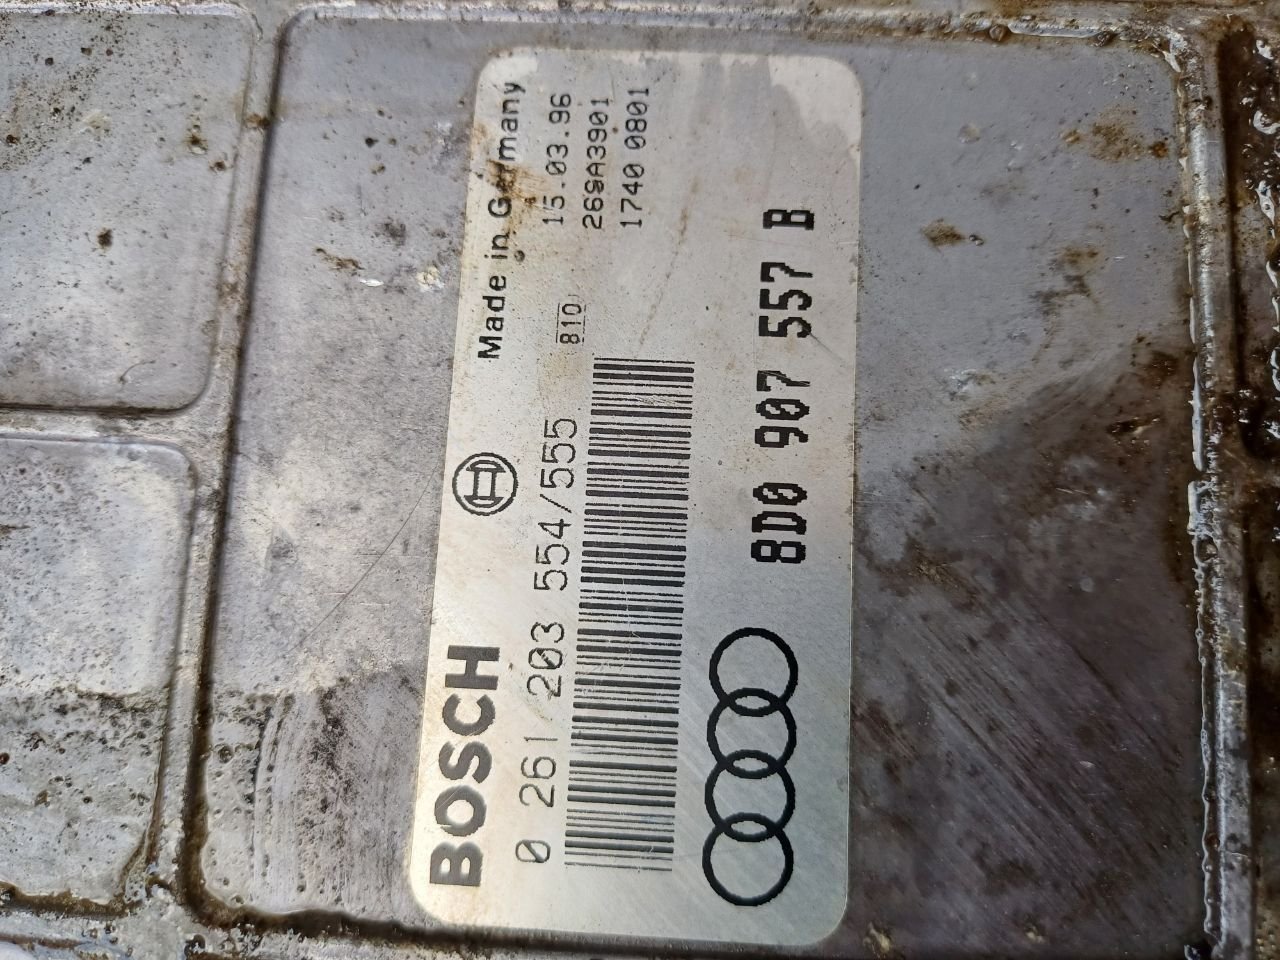 BOSCH
Made in Germany
0 261 203 554/555
810
15.03.96
269A3901
1740 0801
8D0 907 557 B